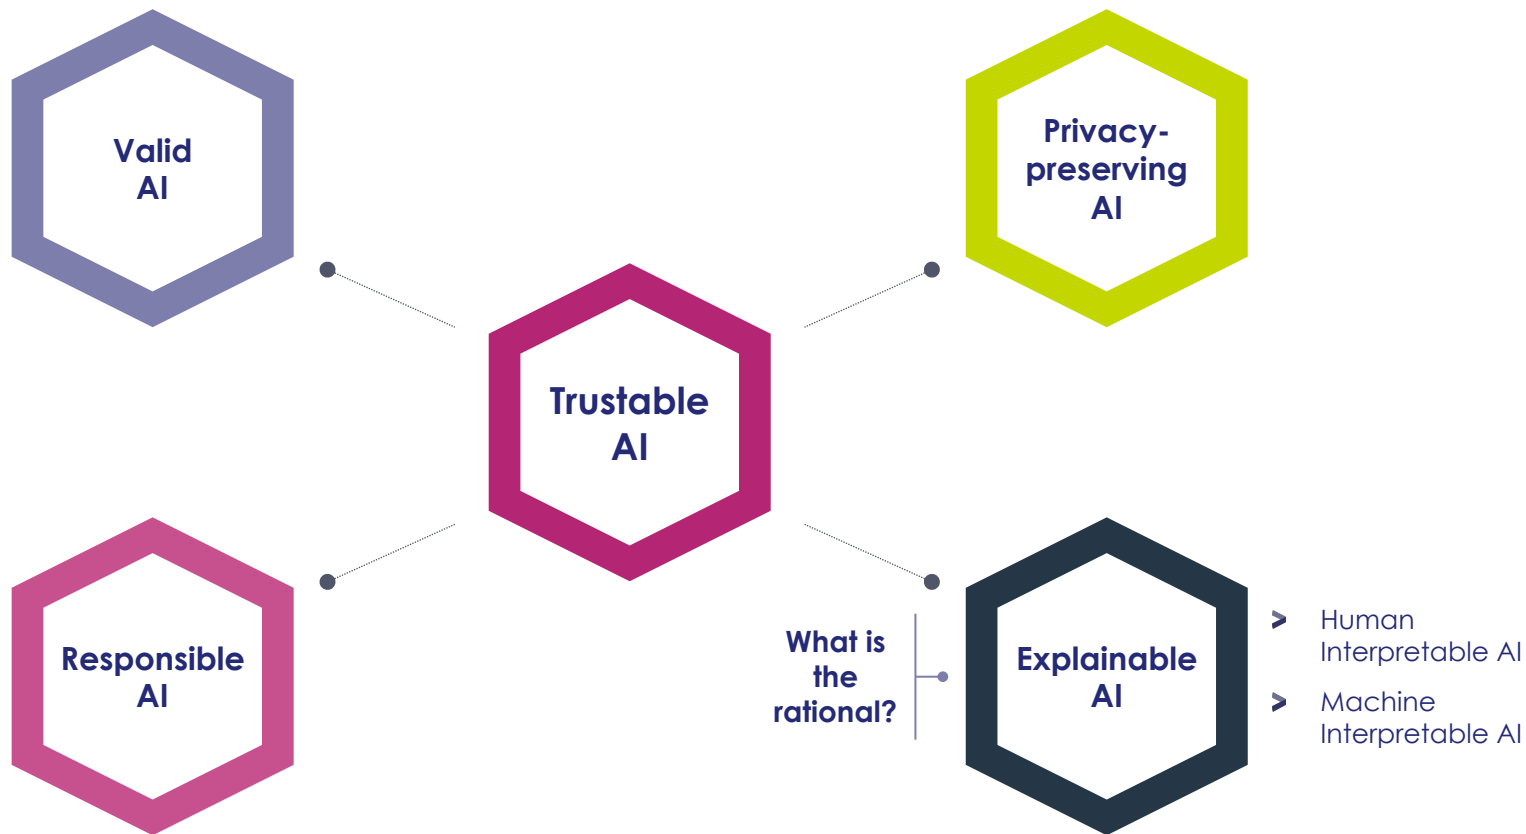 Valid
AI
Privacy-
preserving
AI
Trustable
AI
Responsible
AI
What is
the
rational?
Explainable
AI
> Human
Interpretable AI
> Machine
Interpretable AI